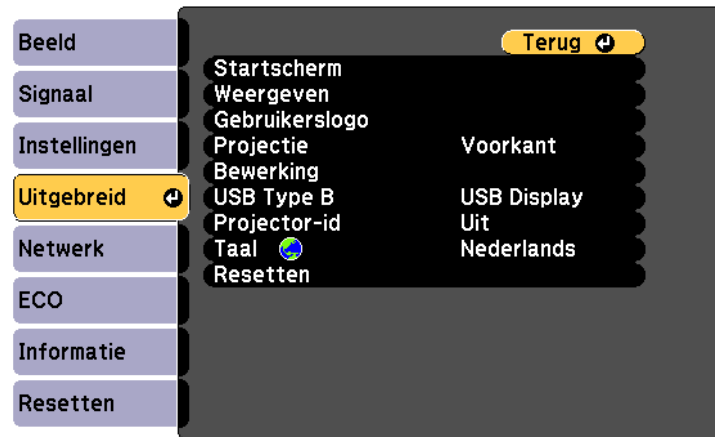 Beeld
Signaal
Instellingen
Uitgebreid
Netwerk
ECO
Informatie
Resetten
Terug
Startscherm
Weergeven
Gebruikerslogo
Projectie Voorkant
Bewerking
USB Type B USB Display
Projector-id Uit
Taal Nederlands
Resetten